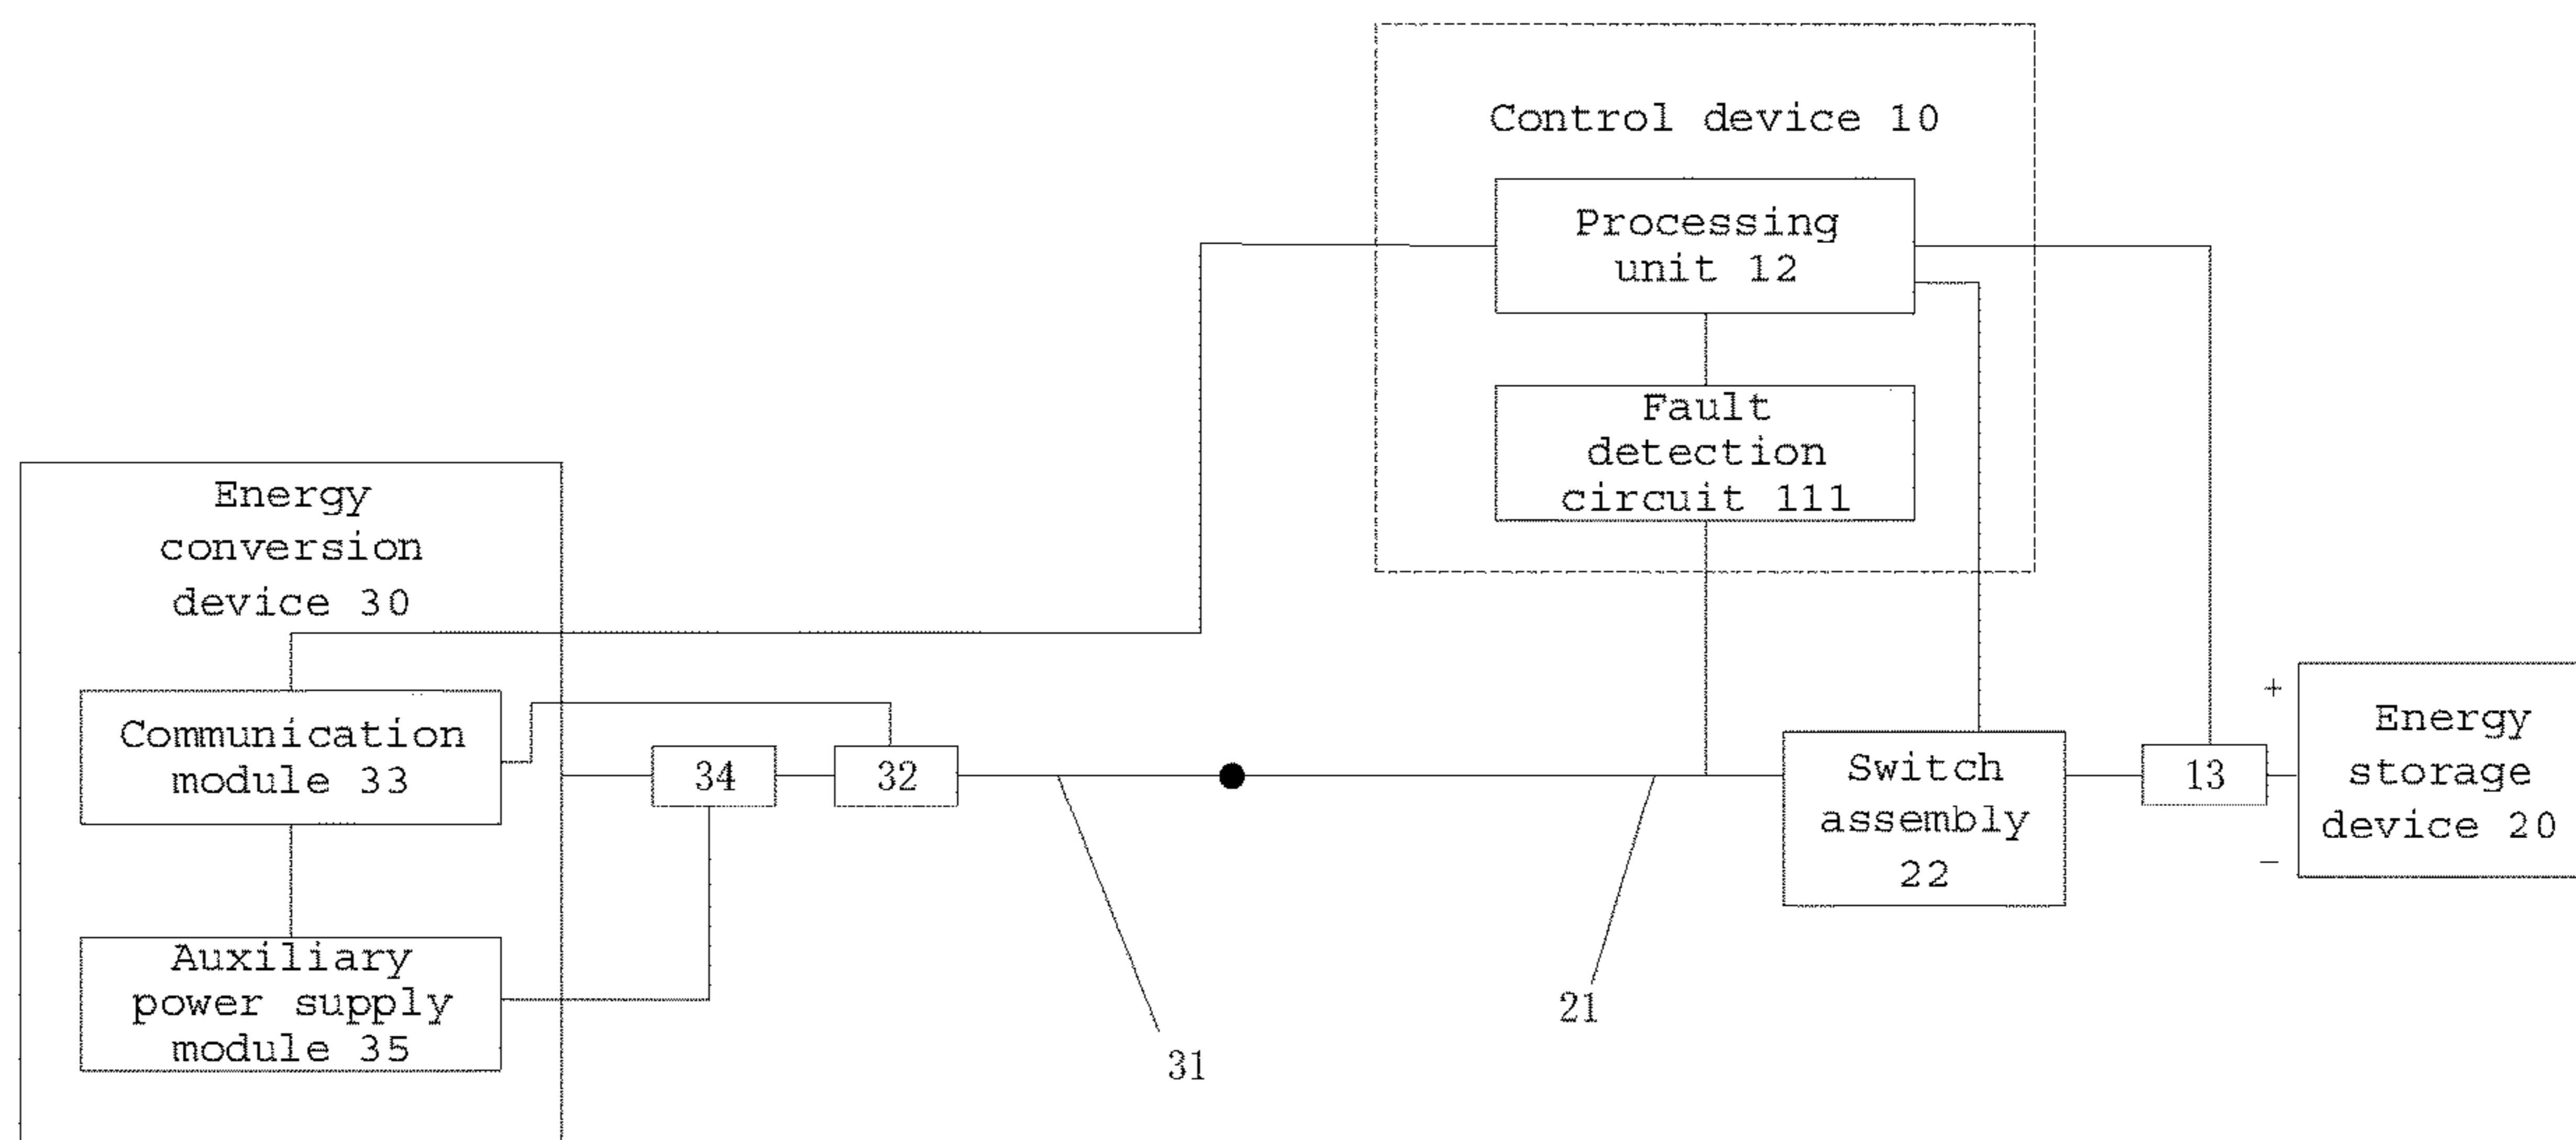 Control device 10
Processing
unit 12
Fault
detection
circuit 111
Energy
conversion
device 30
Communication
module 33
Auxiliary
power supply
module 35
34
32
31
21
Switch
assembly
22
13
+
−
Energy
storage
device 20